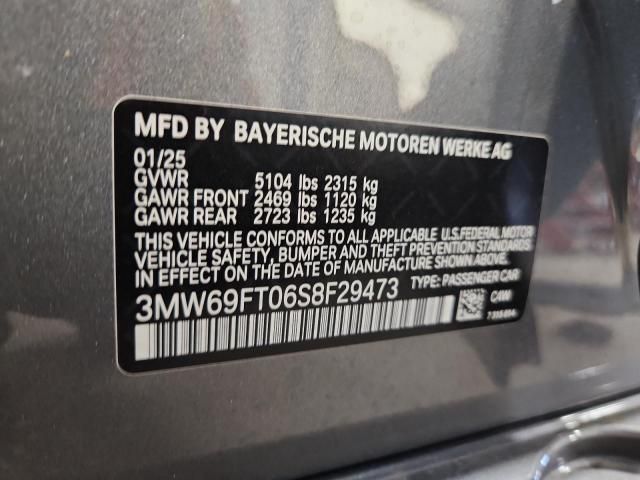 MFD BY BAYERISCHE MOTOREN WERKE AG
01/25
GVWR 5104 lbs 2315 kg
GAWR FRONT 2469 lbs 1120 kg
GAWR REAR 2723 lbs 1235 kg
THIS VEHICLE CONFORMS TO ALL APPLICABLE U.S. FEDERAL MOTOR
VEHICLE SAFETY, BUMPER AND THEFT PREVENTION STANDARDS
IN EFFECT ON THE DATE OF MANUFACTURE SHOWN ABOVE.
3MW69FT06S8F29473 TYPE: PASSENGER CAR
C4W